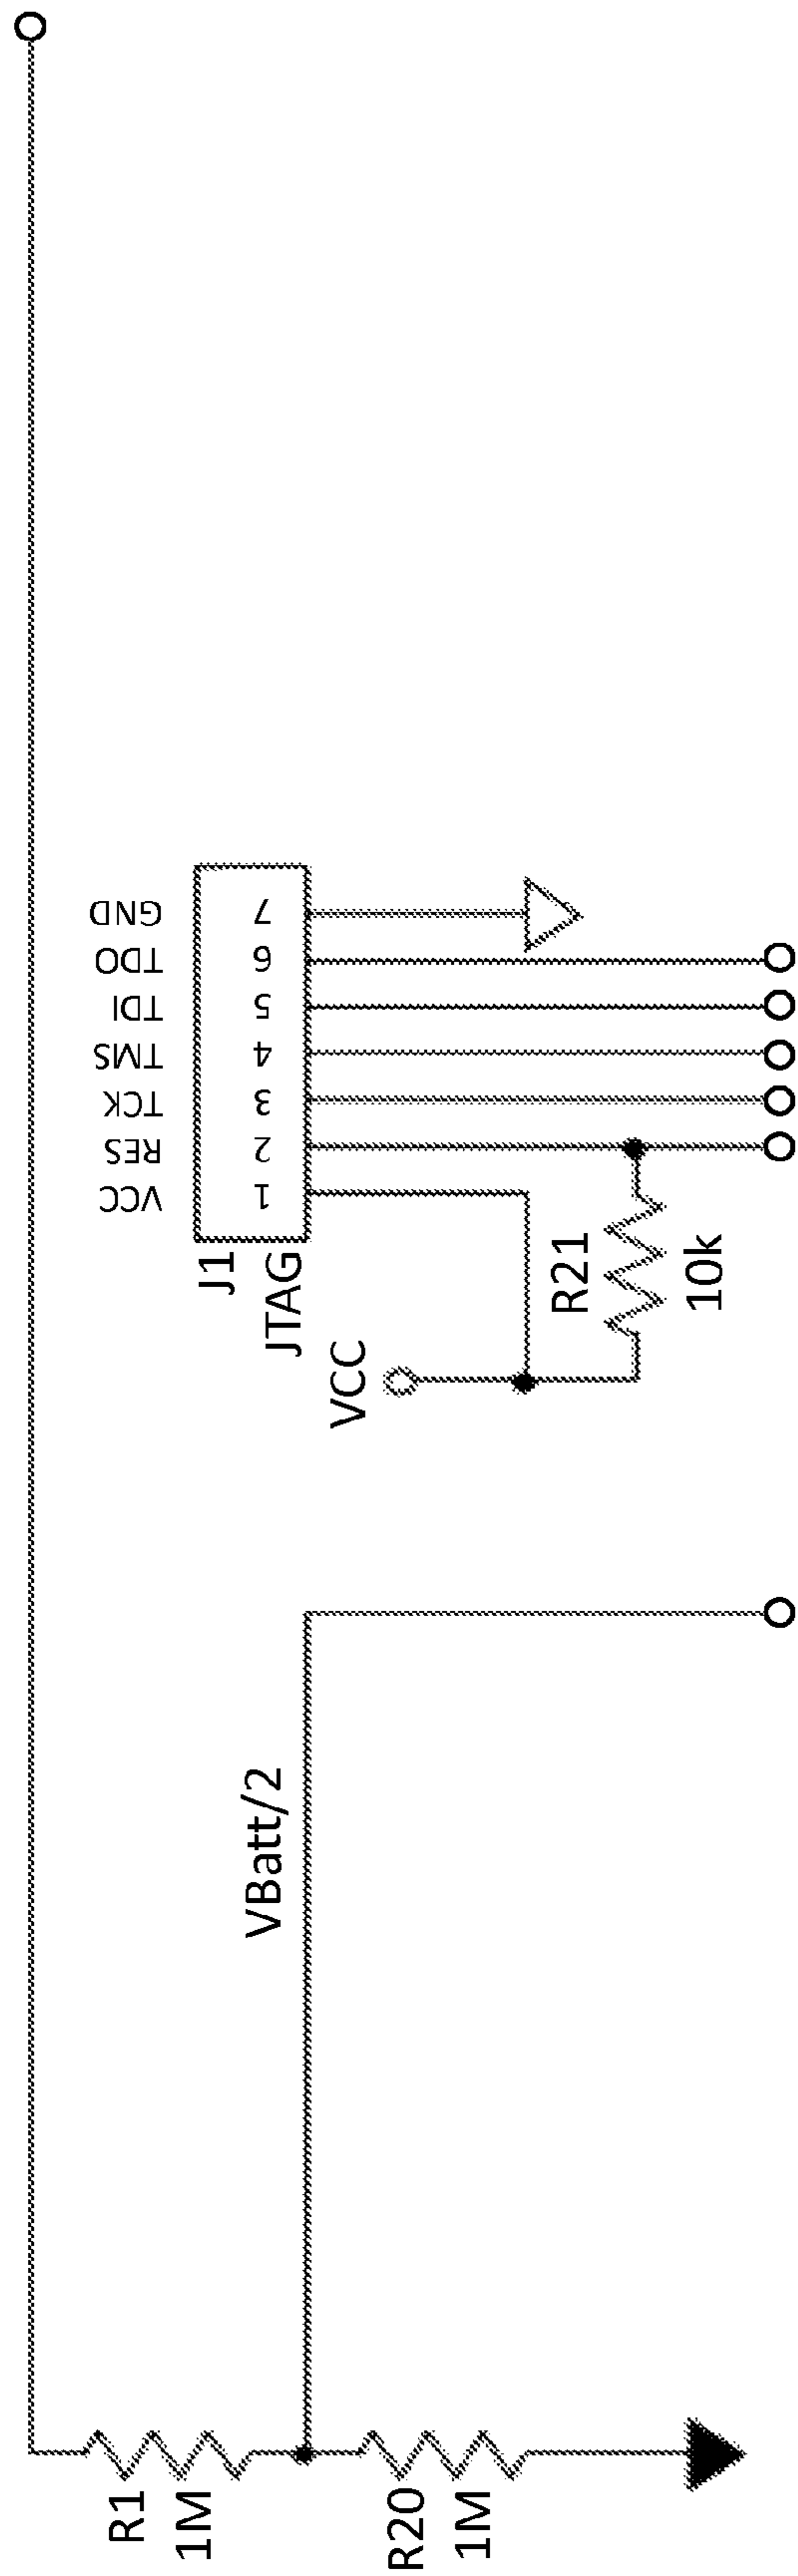 R1
1M
R20
1M
VBatt/2
VCC
J1
JTAG
R21
10k
VCC
RES
TCK
TMS
TDI
TDO
GND
1
2
3
4
5
6
7